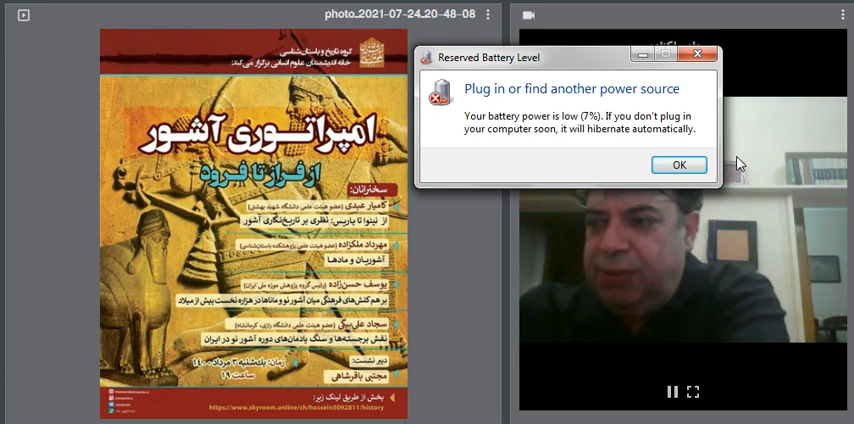 photo_2021-07-24_20-48-08
گروه تاریخ و باستان‌شناسی
خانه اندیشمندان علوم انسانی برگزار می‌کند:
امپراتوری آشور
از فراز تا فرود
سخنرانان:
کامیار عبدی (عضو هیئت علمی دانشگاه شهید بهشتی)
از نینوا تا پاریس: نظری بر تاریخ‌نگاری آشور
مهرداد ملکزاده (عضو هیئت علمی پژوهشکده باستان‌شناسی)
آشوریان و مادها
یوسف حسن‌زاده (رئیس گروه پژوهش موزه ملی ایران)
بر هم کنش‌های فرهنگی میان آشور نو و ماناها در هزاره نخست پیش از میلاد
سجاد علی‌بیگی (عضو هیئت علمی دانشگاه رازی، کرمانشاه)
نقش برجسته‌ها و سنگ یادمان‌های دوره آشور نو در ایران
زمان: یکشنبه ۳ مرداد ۱۴۰۰
ساعت ۱۹
دبیر نشست:
مجتبی باقرشاهی
پخش از طریق لینک زیر:
https://www.skyroom.online/ch/hossein5092811/history
Reserved Battery Level
Plug in or find another power source
Your battery power is low (7%). If you don't plug in
your computer soon, it will hibernate automatically.
OK